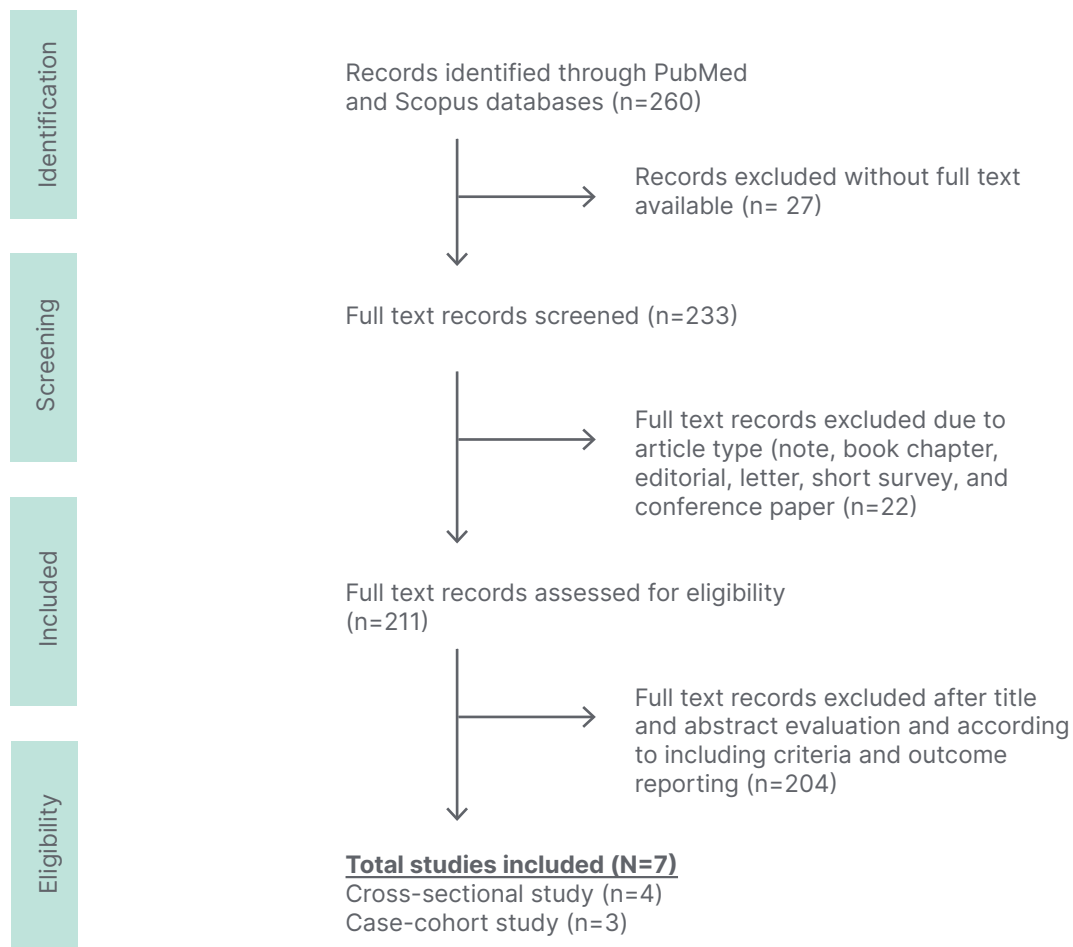 Identification
Records identified through PubMed
and Scopus databases (n=260)
Records excluded without full text
available (n= 27)
Screening
Full text records screened (n=233)
Full text records excluded due to
article type (note, book chapter,
editorial, letter, short survey, and
conference paper (n=22)
Included
Full text records assessed for eligibility
(n=211)
Full text records excluded after title
and abstract evaluation and according
to including criteria and outcome
reporting (n=204)
Eligibility
Total studies included (N=7)
Cross-sectional study (n=4)
Case-cohort study (n=3)